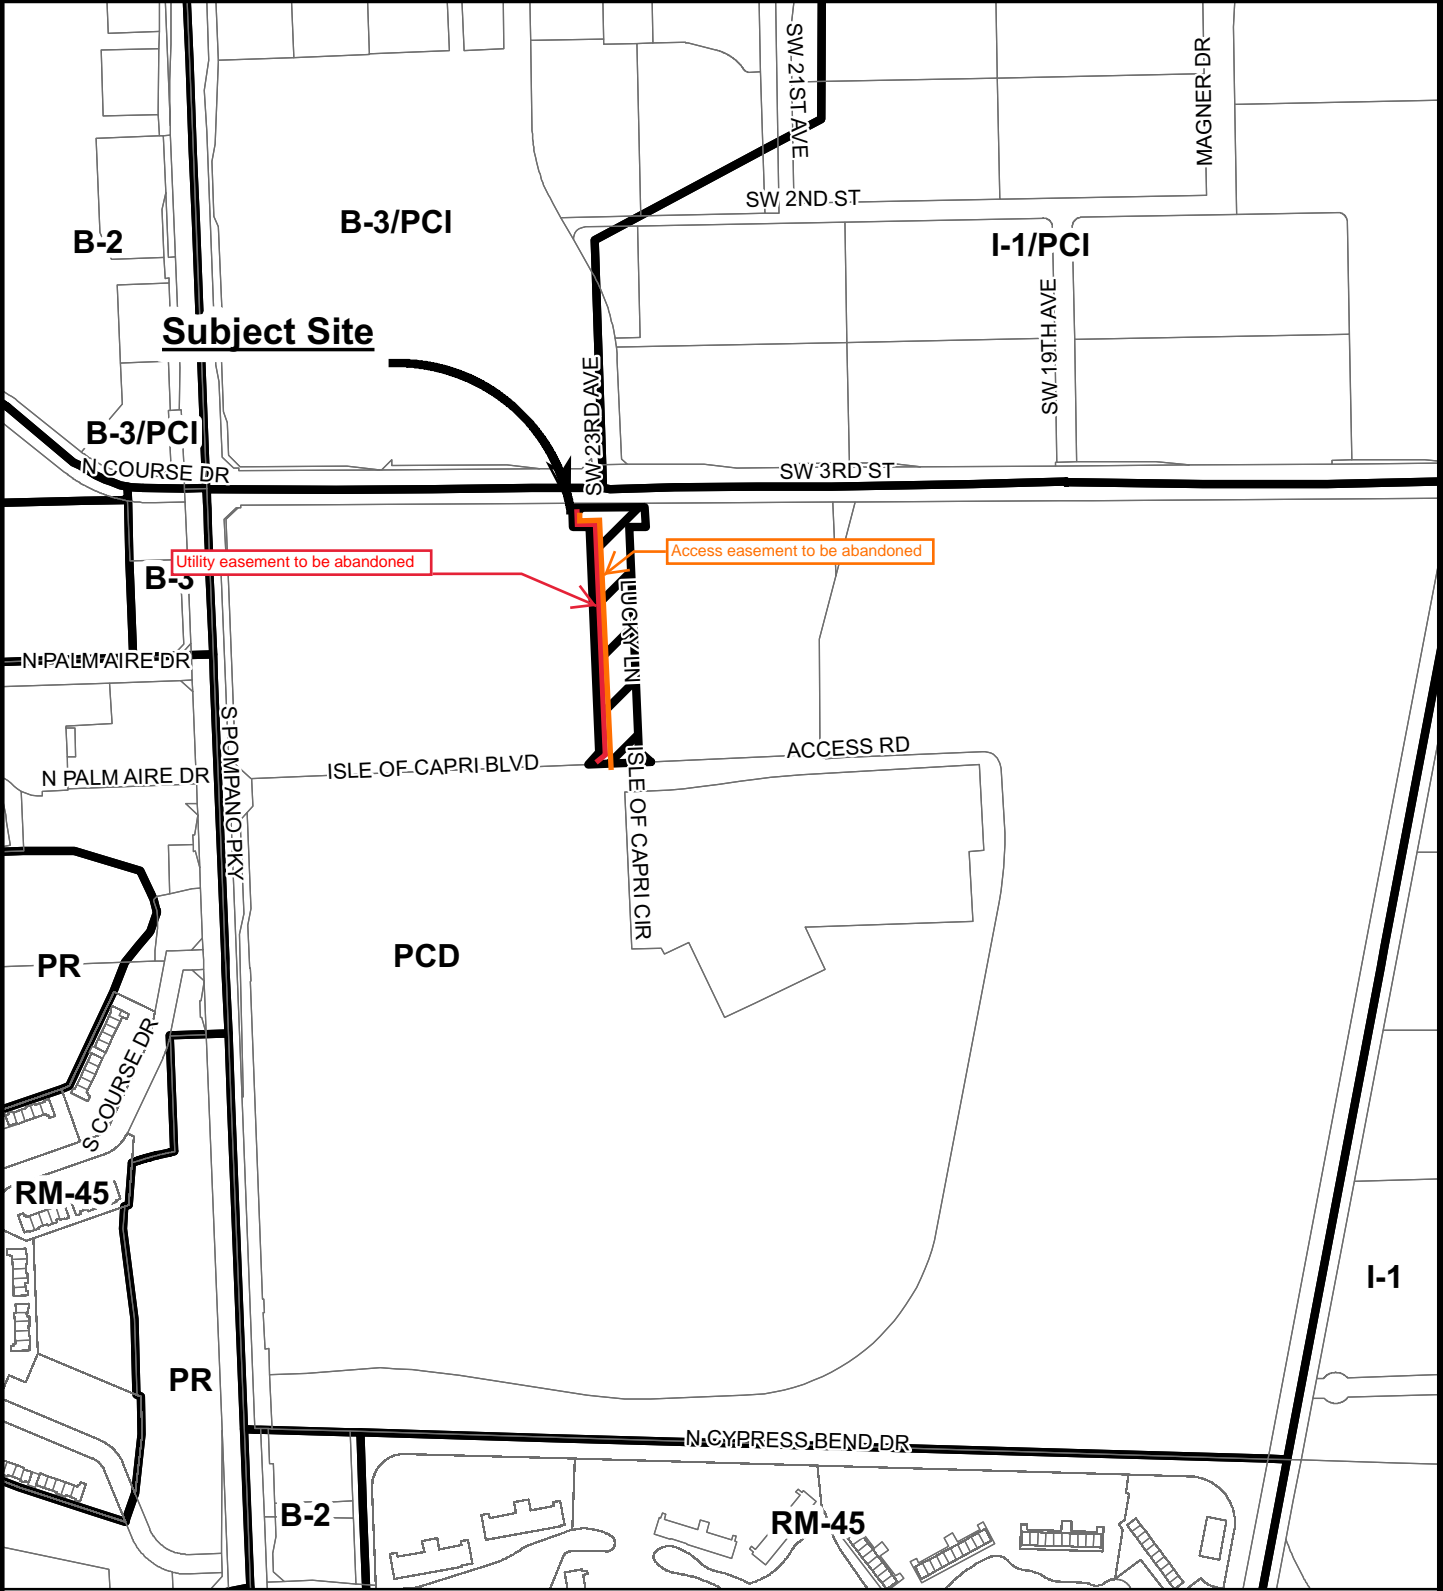 SW 21ST AVE
MAGNER DR
SW 2ND ST
B-3/PCI
B-2
I-1/PCI
Subject Site
SW 19TH AVE
SW 23RD AVE
B-3/PCI
N COURSE DR
SW 3RD ST
Utility easement to be abandoned
Access easement to be abandoned
B-3
LUCKY LN
N PALM AIRE DR
S POMPANO PKY
ISLE OF CAPRI BLVD
ACCESS RD
N PALM AIRE DR
ISLE OF CAPRI CIR
PCD
PR
S COURSE DR
RM-45
I-1
PR
N CYPRESS BEND DR
B-2
RM-45